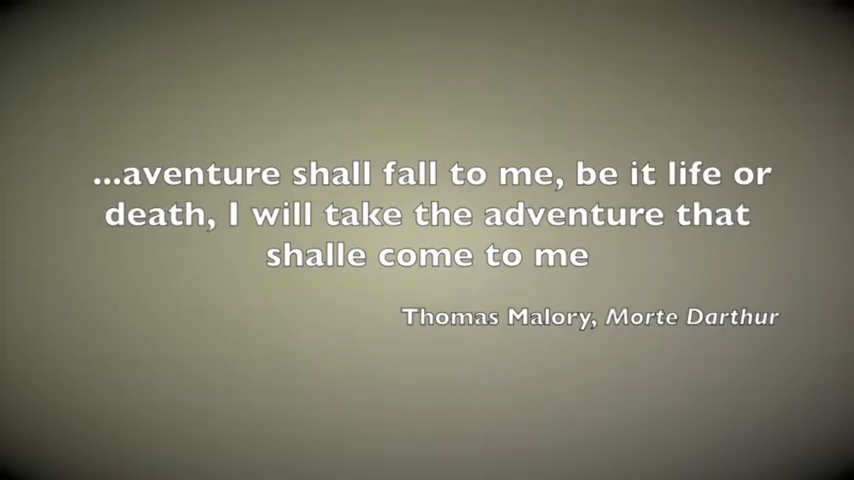 ...aventure shall fall to me, be it life or
death, I will take the adventure that
shalle come to me
Thomas Malory, Morte Darthur